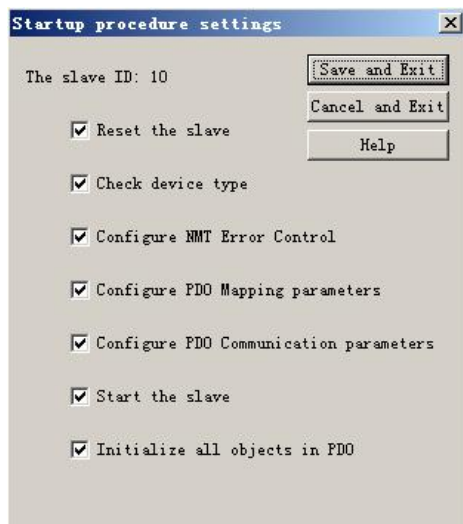 Startup procedure settings
The slave ID: 10
Save and Exit
Cancel and Exit
Help
Reset the slave
Check device type
Configure NMT Error Control
Configure PDO Mapping parameters
Configure PDO Communication parameters
Start the slave
Initialize all objects in PDO